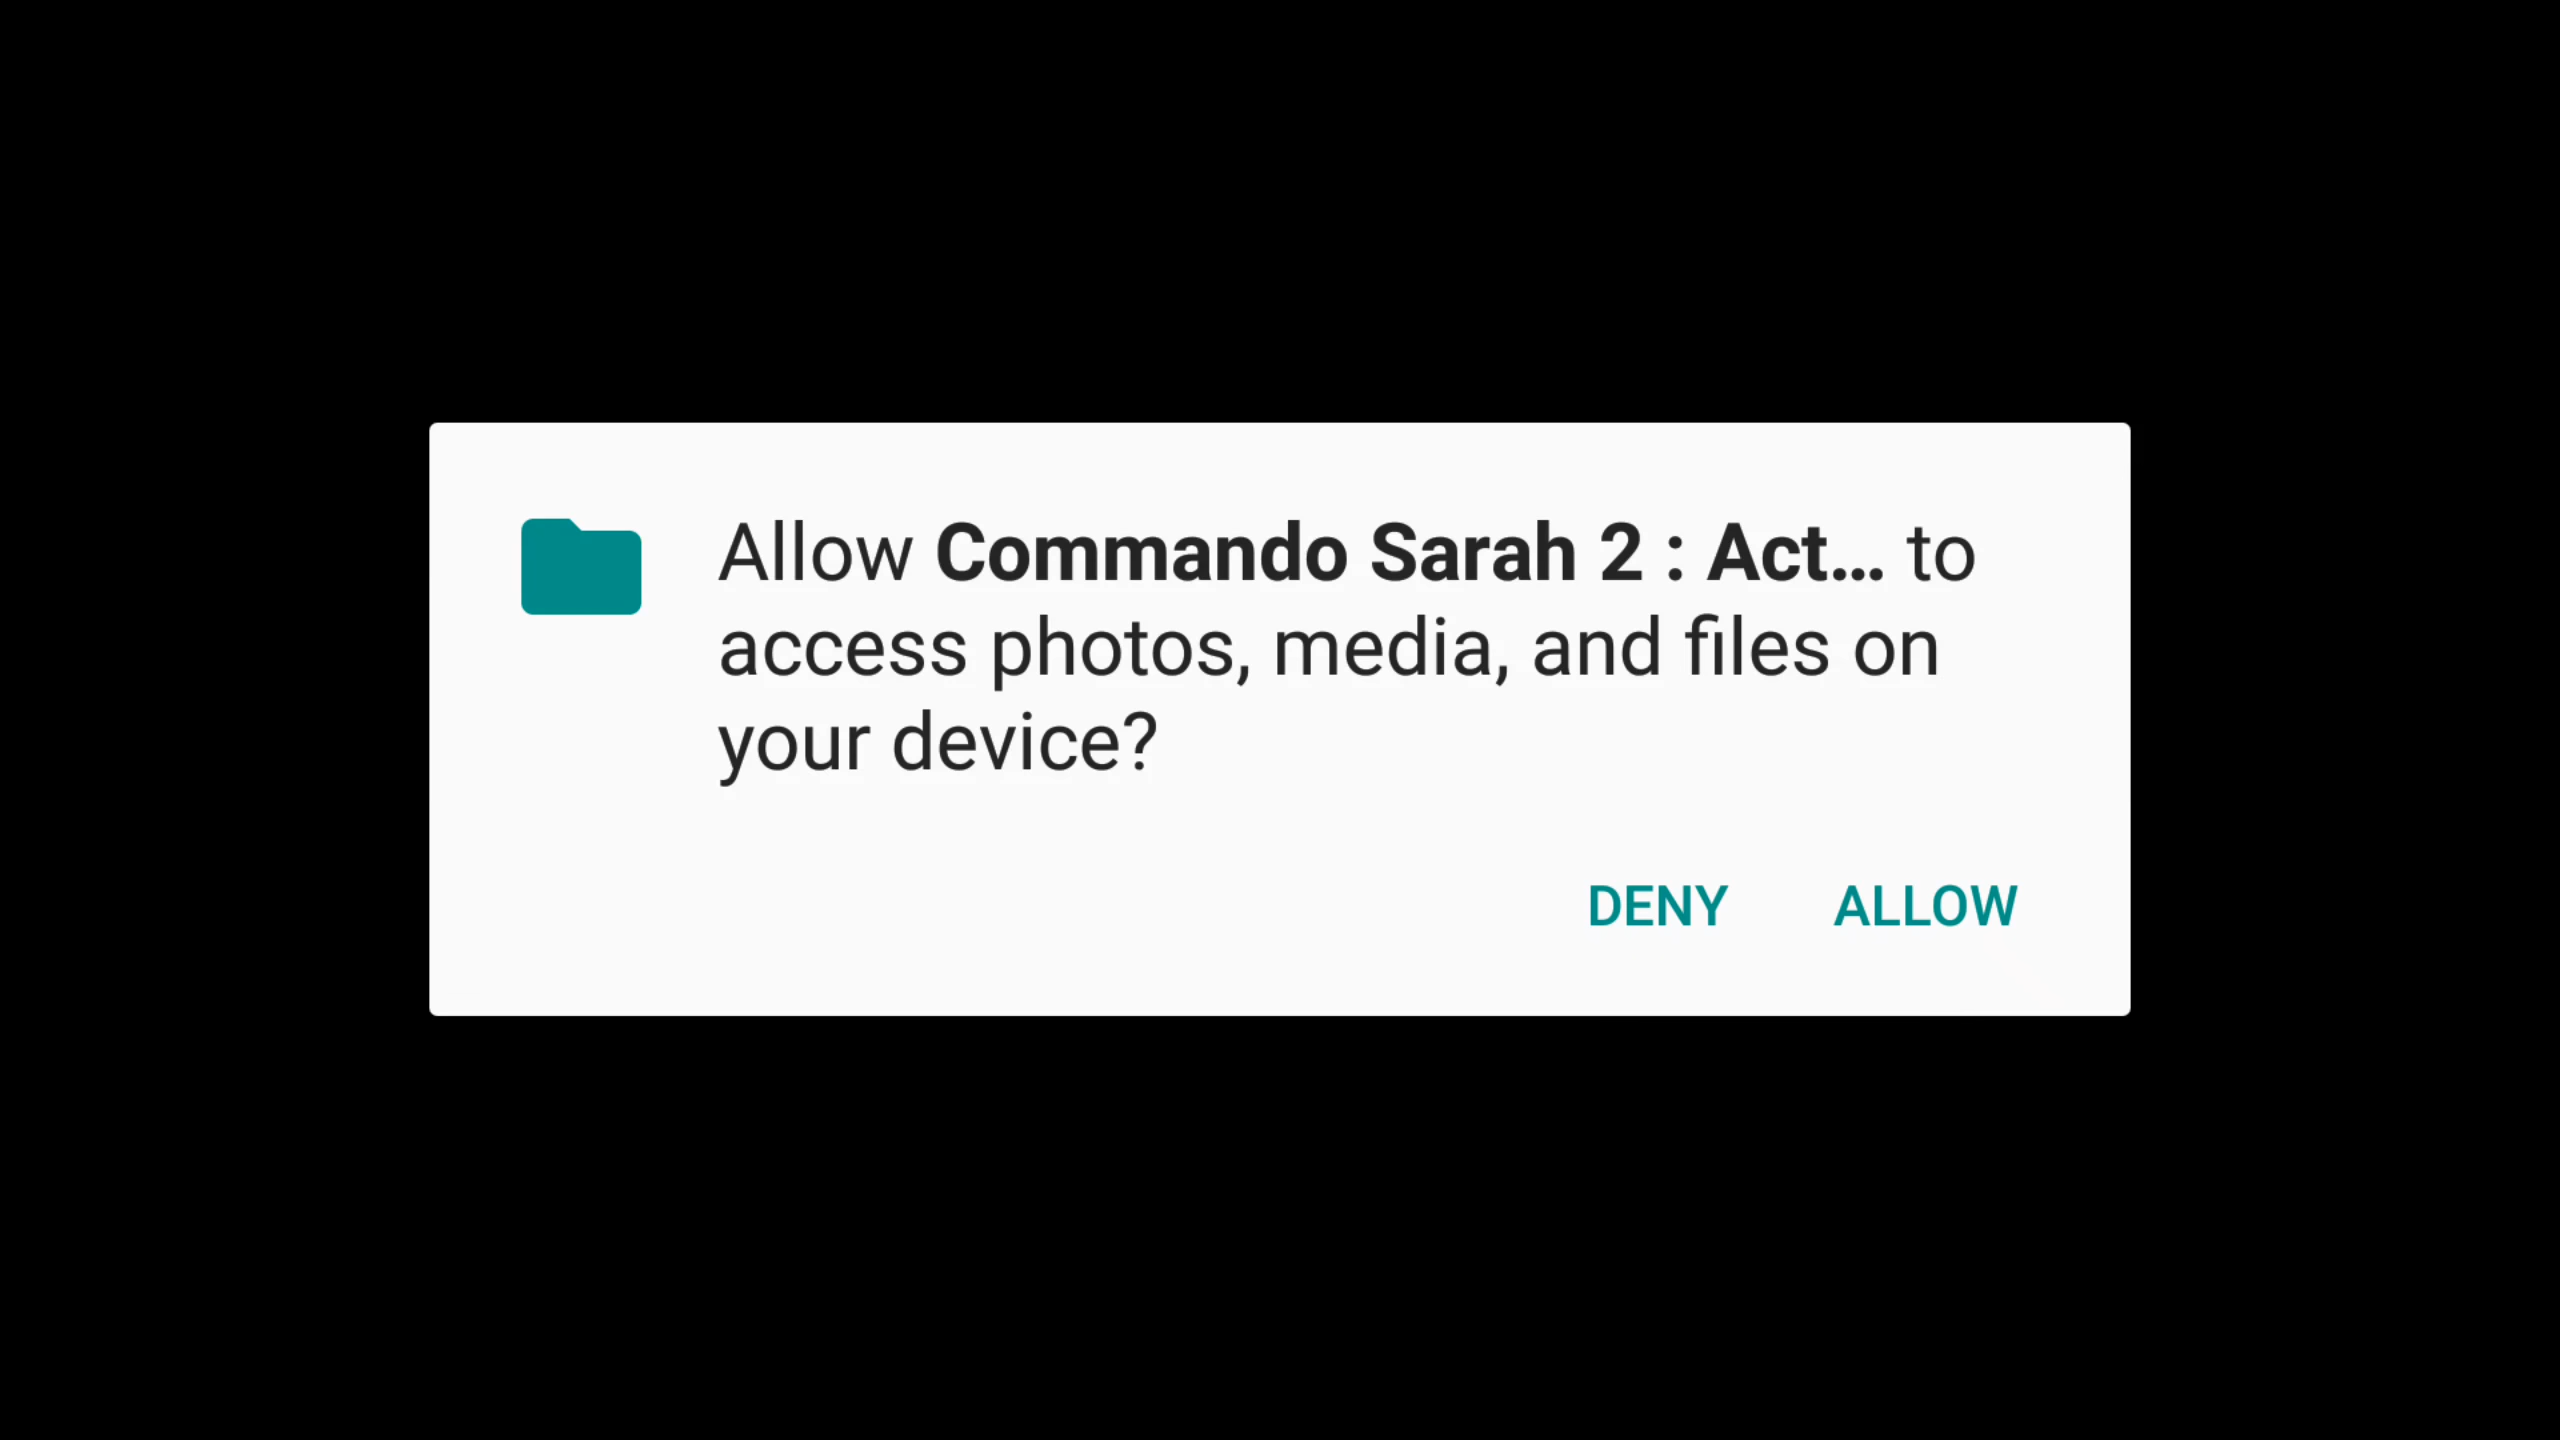 Allow Commando Sarah 2 : Act… to
access photos, media, and files on
your device?
DENY ALLOW